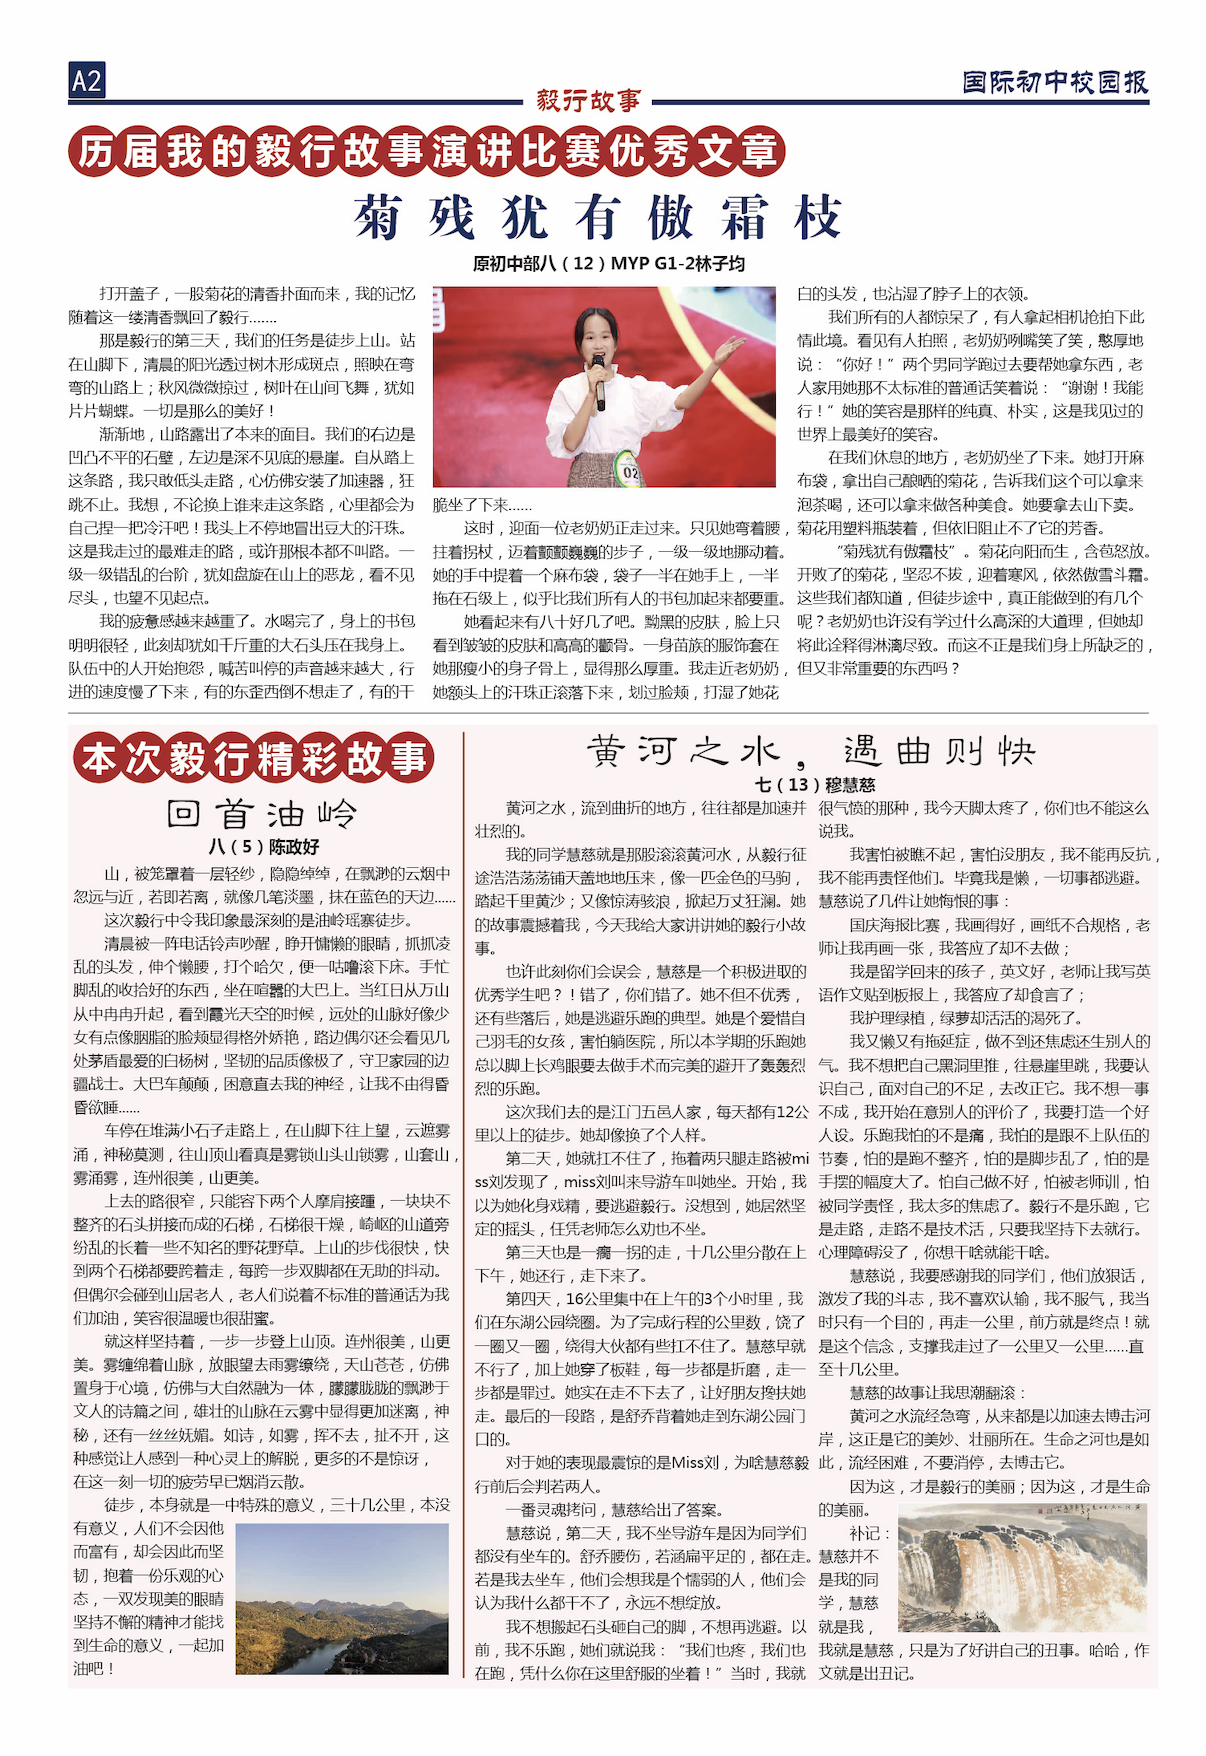 A2
国际初中校园报
毅行故事
历届我的毅行故事演讲比赛优秀文章
菊残犹有傲霜枝
原初中部八（12）MYP G1-2林子均
打开盖子，一股菊花的清香扑面而来，我的记忆
随着这一缕清香飘回了毅行.......
那是毅行的第三天，我们的任务是徒步上山。站
在山脚下，清晨的阳光透过树木形成斑点，照映在弯
弯的山路上；秋风微微掠过，树叶在山间飞舞，犹如
片片蝴蝶。一切是那么的美好！
渐渐地，山路露出了本来的面目。我们的右边是
凹凸不平的石壁，左边是深不见底的悬崖。自从踏上
这条路，我只敢低头走路，心仿佛安装了加速器，狂
跳不止。我想，不论换上谁来走这条路，心里都会为
自己捏一把冷汗吧！我头上不停地冒出豆大的汗珠。
这是我走过的最难走的路，或许那根本都不叫路。一
级一级错乱的台阶，犹如盘旋在山上的恶龙，看不见
尽头，也望不见起点。
我的疲惫感越来越重了。水喝完了，身上的书包
明明很轻，此刻却犹如千斤重的大石头压在我身上。
队伍中的人开始抱怨，喊苦叫停的声音越来越大，行
进的速度慢了下来，有的东歪西倒不想走了，有的干
02
脆坐了下来......
这时，迎面一位老奶奶正走过来。只见她弯着腰，
拄着拐杖，迈着颤颤巍巍的步子，一级一级地挪动着。
她的手中提着一个麻布袋，袋子一半在她手上，一半
拖在石级上，似乎比我们所有人的书包加起来都要重。
她看起来有八十好几了吧。黝黑的皮肤，脸上只
看到皱皱的皮肤和高高的颧骨。一身苗族的服饰套在
她那瘦小的身子骨上，显得那么厚重。我走近老奶奶，
她额头上的汗珠正滚落下来，划过脸颊，打湿了她花
白的头发，也沾湿了脖子上的衣领。
我们所有的人都惊呆了，有人拿起相机抢拍下此
情此境。看见有人拍照，老奶奶咧嘴笑了笑，憨厚地
说：“你好！”两个男同学跑过去要帮她拿东西，老
人家用她那不太标准的普通话笑着说：“谢谢！我能
行！”她的笑容是那样的纯真、朴实，这是我见过的
世界上最美好的笑容。
在我们休息的地方，老奶奶坐了下来。她打开麻
布袋，拿出自己酿晒的菊花，告诉我们这个可以拿来
泡茶喝，还可以拿来做各种美食。她要拿去山下卖。
菊花用塑料瓶装着，但依旧阻止不了它的芳香。
“菊残犹有傲霜枝”。菊花向阳而生，含苞怒放。
开败了的菊花，坚忍不拔，迎着寒风，依然傲雪斗霜。
这些我们都知道，但徒步途中，真正能做到的有几个
呢？老奶奶也许没有学过什么高深的大道理，但她却
将此诠释得淋漓尽致。而这不正是我们身上所缺乏的，
但又非常重要的东西吗？
本次毅行精彩故事
回首油岭
八（5）陈政好
山，被笼罩着一层轻纱，隐隐绰绰，在飘渺的云烟中
忽远与近，若即若离，就像几笔淡墨，抹在蓝色的天边......
这次毅行中令我印象最深刻的是油岭瑶寨徒步。
清晨被一阵电话铃声吵醒，睁开慵懒的眼睛，抓抓凌
乱的头发，伸个懒腰，打个哈欠，便一咕噜滚下床。手忙
脚乱的收拾好的东西，坐在喧嚣的大巴上。当红日从万山
从中冉冉升起，看到霞光天空的时候，远处的山脉好像少
女有点像胭脂的脸颊显得格外娇艳，路边偶尔还会看见几
处茅盾最爱的白杨树，坚韧的品质像极了，守卫家园的边
疆战士。大巴车颠颠，困意直去我的神经，让我不由得昏
昏欲睡......
车停在堆满小石子走路上，在山脚下往上望，云遮雾
涌，神秘莫测，往山顶山看真是雾锁山头山锁雾，山套山，
雾涌雾，连州很美，山更美。
上去的路很窄，只能容下两个人摩肩接踵，一块块不
整齐的石头拼接而成的石梯，石梯很干燥，崎岖的山道旁
纷乱的长着一些不知名的野花野草。上山的步伐很快，快
到两个石梯都要跨着走，每跨一步双脚都在无助的抖动。
但偶尔会碰到山居老人，老人们说着不标准的普通话为我
们加油，笑容很温暖也很甜蜜。
就这样坚持着，一步一步登上山顶。连州很美，山更
美。雾缠绵着山脉，放眼望去雨雾缭绕，天山苍苍，仿佛
置身于心境，仿佛与大自然融为一体，朦朦胧胧的飘渺于
文人的诗篇之间，雄壮的山脉在云雾中显得更加迷离，神
秘，还有一丝丝妩媚。如诗，如雾，挥不去，扯不开，这
种感觉让人感到一种心灵上的解脱，更多的不是惊讶，
在这一刻一切的疲劳早已烟消云散。
徒步，本身就是一中特殊的意义，三十几公里，本没
有意义，人们不会因他
而富有，却会因此而坚
韧，抱着一份乐观的心
态，一双发现美的眼睛
坚持不懈的精神才能找
到生命的意义，一起加
油吧！
黄河之水，遇曲则快
七（13）穆慧慈
黄河之水，流到曲折的地方，往往都是加速并
壮烈的。
我的同学慧慈就是那股滚滚黄河水，从毅行征
途浩浩荡荡铺天盖地地压来，像一匹金色的马驹，
踏起千里黄沙；又像惊涛骇浪，掀起万丈狂澜。她
的故事震撼着我，今天我给大家讲讲她的毅行小故
事。
也许此刻你们会误会，慧慈是一个积极进取的
优秀学生吧？！错了，你们错了。她不但不优秀，
还有些落后，她是逃避乐跑的典型。她是个爱惜自
己羽毛的女孩，害怕躺医院，所以本学期的乐跑她
总以脚上长鸡眼要去做手术而完美的避开了轰轰烈
烈的乐跑。
这次我们去的是江门五邑人家，每天都有12公
里以上的徒步。她却像换了个人样。
第二天，她就扛不住了，拖着两只腿走路被mi
ss刘发现了，miss刘叫来导游车叫她坐。开始，我
以为她化身戏精，要逃避毅行。没想到，她居然坚
定的摇头，任凭老师怎么劝也不坐。
第三天也是一瘸一拐的走，十几公里分散在上
下午，她还行，走下来了。
第四天，16公里集中在上午的3个小时里，我
们在东湖公园绕圈。为了完成行程的公里数，饶了
一圈又一圈，绕得大伙都有些扛不住了。慧慈早就
不行了，加上她穿了板鞋，每一步都是折磨，走一
步都是罪过。她实在走不下去了，让好朋友搀扶她
走。最后的一段路，是舒乔背着她走到东湖公园门
口的。
对于她的表现最震惊的是Miss刘，为啥慧慈毅
行前后会判若两人。
一番灵魂拷问，慧慈给出了答案。
慧慈说，第二天，我不坐导游车是因为同学们
都没有坐车的。舒乔腰伤，若涵扁平足的，都在走。
若是我去坐车，他们会想我是个懦弱的人，他们会
认为我什么都干不了，永远不想绽放。
我不想搬起石头砸自己的脚，不想再逃避。以
前，我不乐跑，她们就说我：“我们也疼，我们也
在跑，凭什么你在这里舒服的坐着！”当时，我就
很气愤的那种，我今天脚太疼了，你们也不能这么
说我。
我害怕被瞧不起，害怕没朋友，我不能再反抗，
我不能再责怪他们。毕竟我是懒，一切事都逃避。
慧慈说了几件让她悔恨的事：
国庆海报比赛，我画得好，画纸不合规格，老
师让我再画一张，我答应了却不去做；
我是留学回来的孩子，英文好，老师让我写英
语作文贴到板报上，我答应了却食言了；
我护理绿植，绿萝却活活的渴死了。
我又懒又有拖延症，做不到还焦虑还生别人的
气。我不想把自己黑洞里推，往悬崖里跳，我要认
识自己，面对自己的不足，去改正它。我不想一事
不成，我开始在意别人的评价了，我要打造一个好
人设。乐跑我怕的不是痛，我怕的是跟不上队伍的
节奏，怕的是跑不整齐，怕的是脚步乱了，怕的是
手摆的幅度大了。怕自己做不好，怕被老师训，怕
被同学责怪，我太多的焦虑了。毅行不是乐跑，它
是走路，走路不是技术活，只要我坚持下去就行。
心理障碍没了，你想干啥就能干啥。
慧慈说，我要感谢我的同学们，他们放狠话，
激发了我的斗志，我不喜欢认输，我不服气，我当
时只有一个目的，再走一公里，前方就是终点！就
是这个信念，支撑我走过了一公里又一公里......直
至十几公里。
慧慈的故事让我思潮翻滚：
黄河之水流经急弯，从来都是以加速去博击河
岸，这正是它的美妙、壮丽所在。生命之河也是如
此，流经困难，不要消停，去博击它。
因为这，才是毅行的美丽；因为这，才是生命
的美丽。
补记：
慧慈并不
是我的同
学，慧慈
就是我，
我就是慧慈，只是为了好讲自己的丑事。哈哈，作
文就是出丑记。